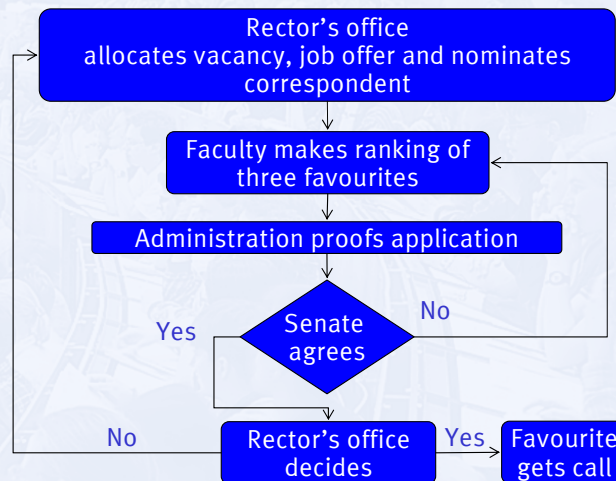 Rector’s office
allocates vacancy, job offer and nominates
correspondent
Faculty makes ranking of
three favourites
Administration proofs application
Yes
Senate
agrees
No
No
Rector’s office
decides
Yes
Favourite
gets call